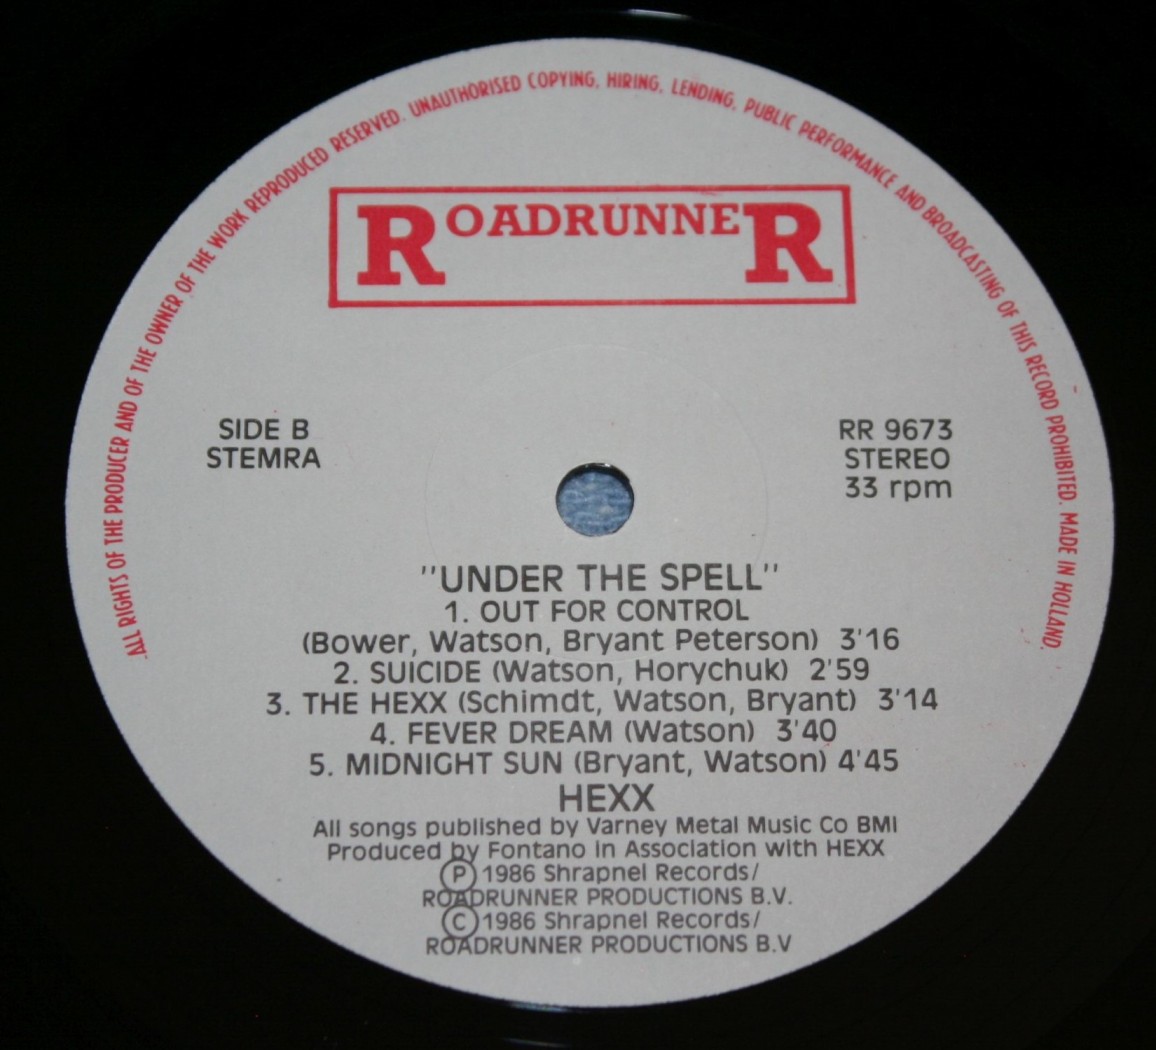 ALL RIGHTS OF THE PRODUCER AND OF THE OWNER OF THE WORK REPRODUCED RESERVED. UNAUTHORISED COPYING, HIRING, LENDING, PUBLIC PERFORMANCE AND BROADCASTING OF THIS RECORD PROHIBITED. MADE IN HOLLAND.
ROADRUNNER
SIDE B
STEMRA
RR 9673
STEREO
33 rpm
"UNDER THE SPELL"
1. OUT FOR CONTROL
(Bower, Watson, Bryant Peterson) 3'16
2. SUICIDE (Watson, Horychuk) 2'59
3. THE HEXX (Schimdt, Watson, Bryant) 3'14
4. FEVER DREAM (Watson) 3'40
5. MIDNIGHT SUN (Bryant, Watson) 4'45
HEXX
All songs published by Varney Metal Music Co BMI
Produced by Fontano in Association with HEXX
Ⓟ 1986 Shrapnel Records/
ROADRUNNER PRODUCTIONS B.V.
© 1986 Shrapnel Records/
ROADRUNNER PRODUCTIONS B.V